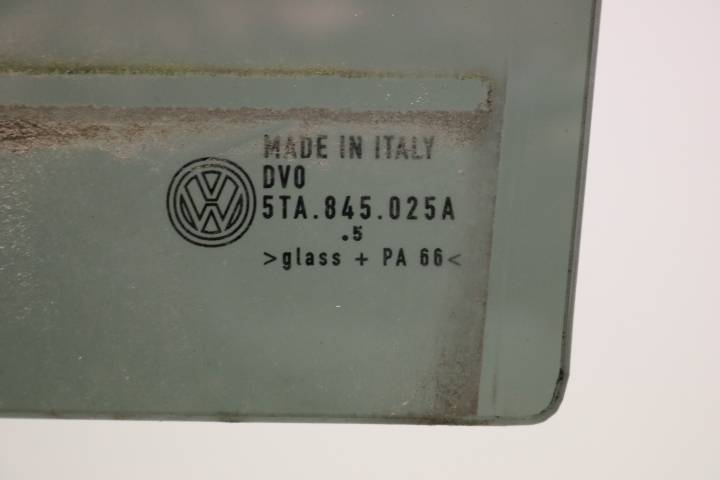 MADE IN ITALY
DVO
5TA.845.025A
.5
>glass + PA 66<